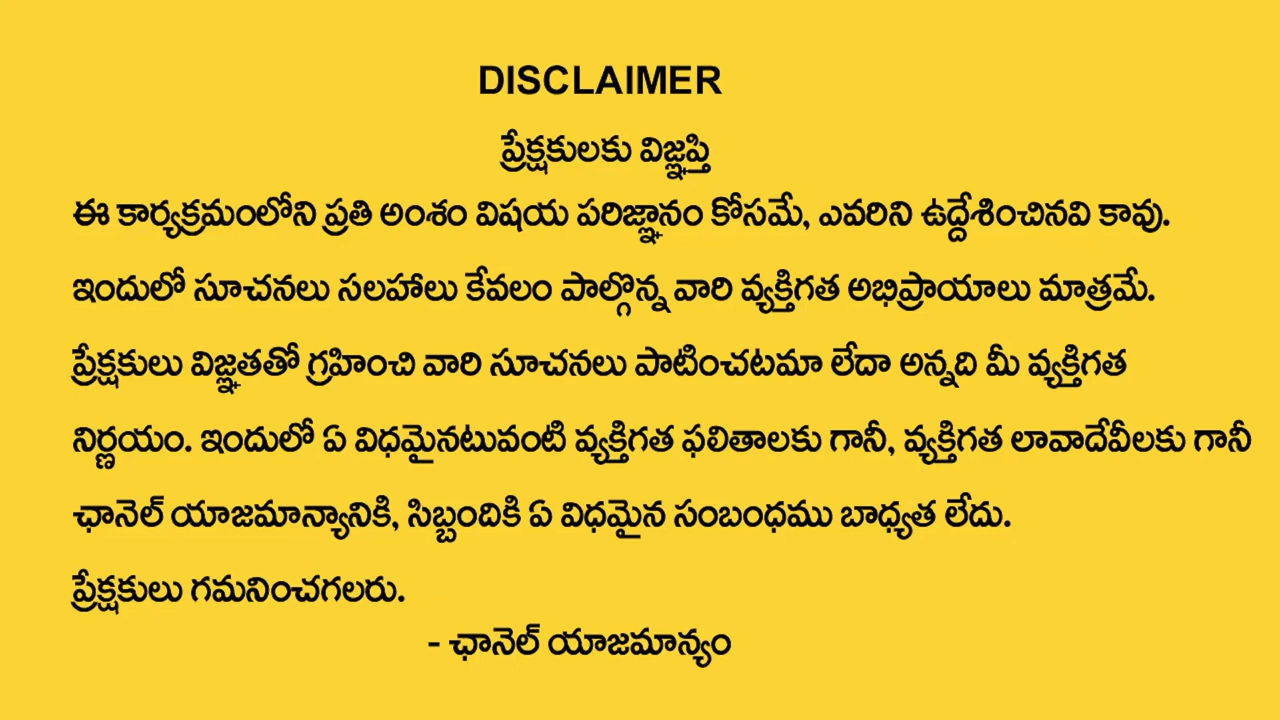 DISCLAIMER
ప్రేక్షకులకు విజ్ఞప్తి
ఈ కార్యక్రమంలోని ప్రతి అంశం విషయ పరిజ్ఞానం కోసమే, ఎవరిని ఉద్దేశించినవి కావు.
ఇందులో సూచనలు సలహాలు కేవలం పాల్గొన్న వారి వ్యక్తిగత అభిప్రాయాలు మాత్రమే.
ప్రేక్షకులు విజ్ఞతతో గ్రహించి వారి సూచనలు పాటించటమా లేదా అన్నది మీ వ్యక్తిగత
నిర్ణయం. ఇందులో ఏ విధమైనటువంటి వ్యక్తిగత ఫలితాలకు గానీ, వ్యక్తిగత లావాదేవీలకు గానీ
ఛానెల్ యాజమాన్యానికి, సిబ్బందికి ఏ విధమైన సంబంధము బాధ్యత లేదు.
ప్రేక్షకులు గమనించగలరు.
- ఛానెల్ యాజమాన్యం